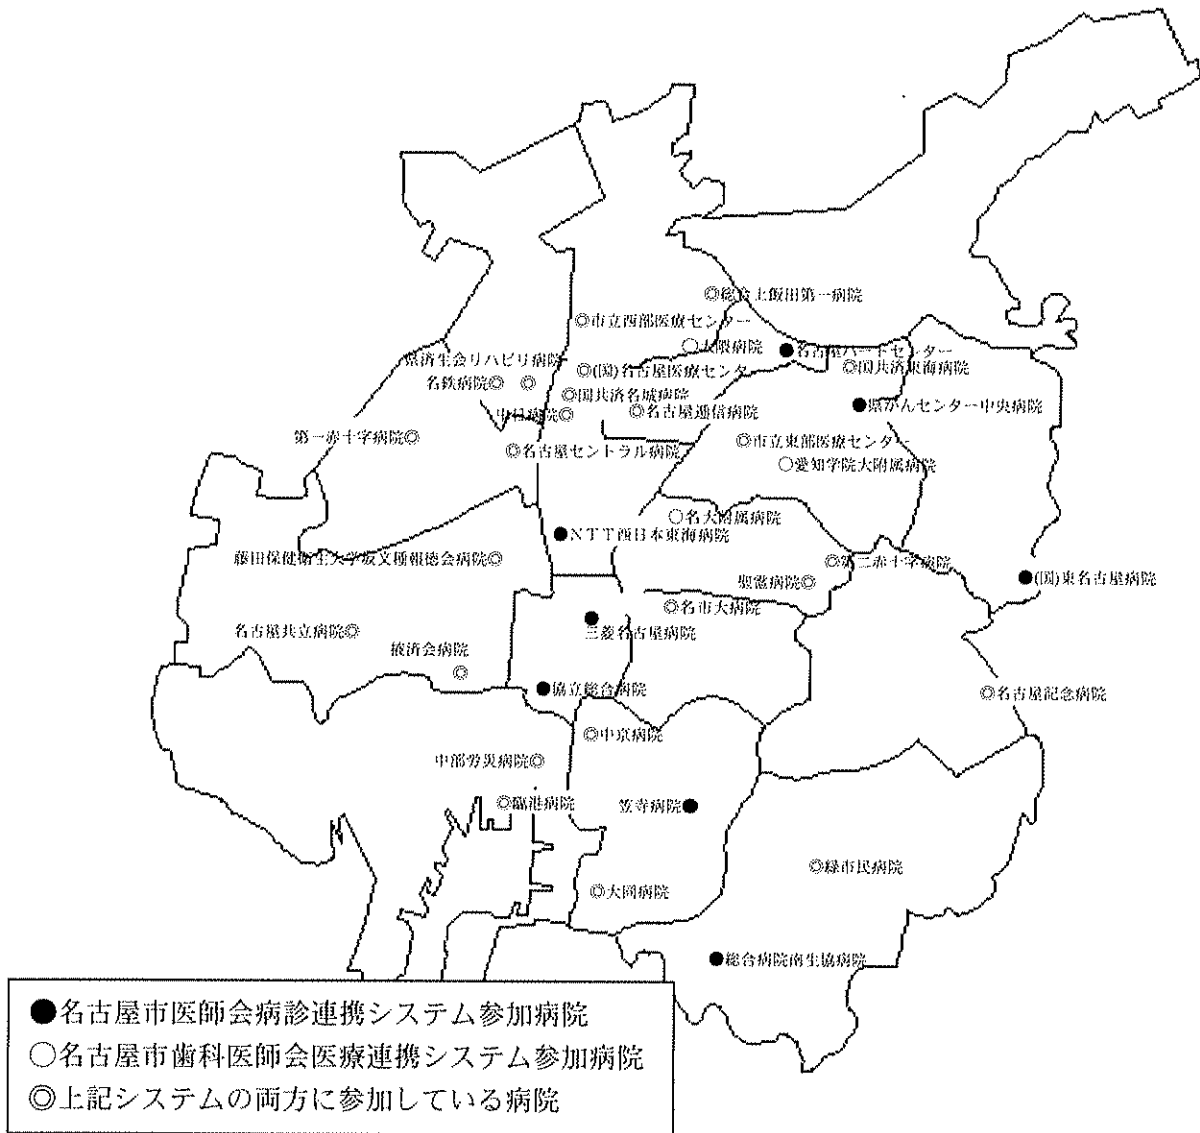 ◎総合上飯田第一病院
◎市立西部医療センター
○大隈病院
●名古屋ハートセンター
県済生会リハビリ病院
◎(国)名古屋医療センター
◎国共済東海病院
名鉄病院◎ ◎
◎国共済名城病院
中日病院◎
◎名古屋逓信病院
●県がんセンター中央病院
第一赤十字病院◎
◎市立東部医療センター
◎名古屋セントラル病院
○愛知学院大附属病院
○名大附属病院
●NTT西日本東海病院
藤田保健衛生大学坂文種報徳会病院◎
◎第二赤十字病院
聖霊病院◎
●(国)東名古屋病院
◎名市大病院
●
三菱名古屋病院
名古屋共立病院◎
掖済会病院
◎
●協立総合病院
◎名古屋記念病院
◎中京病院
中部労災病院◎
◎臨港病院
笠寺病院●
◎緑市民病院
◎大同病院
●総合病院南生協病院
●名古屋市医師会病診連携システム参加病院
○名古屋市歯科医師会医療連携システム参加病院
◎上記システムの両方に参加している病院